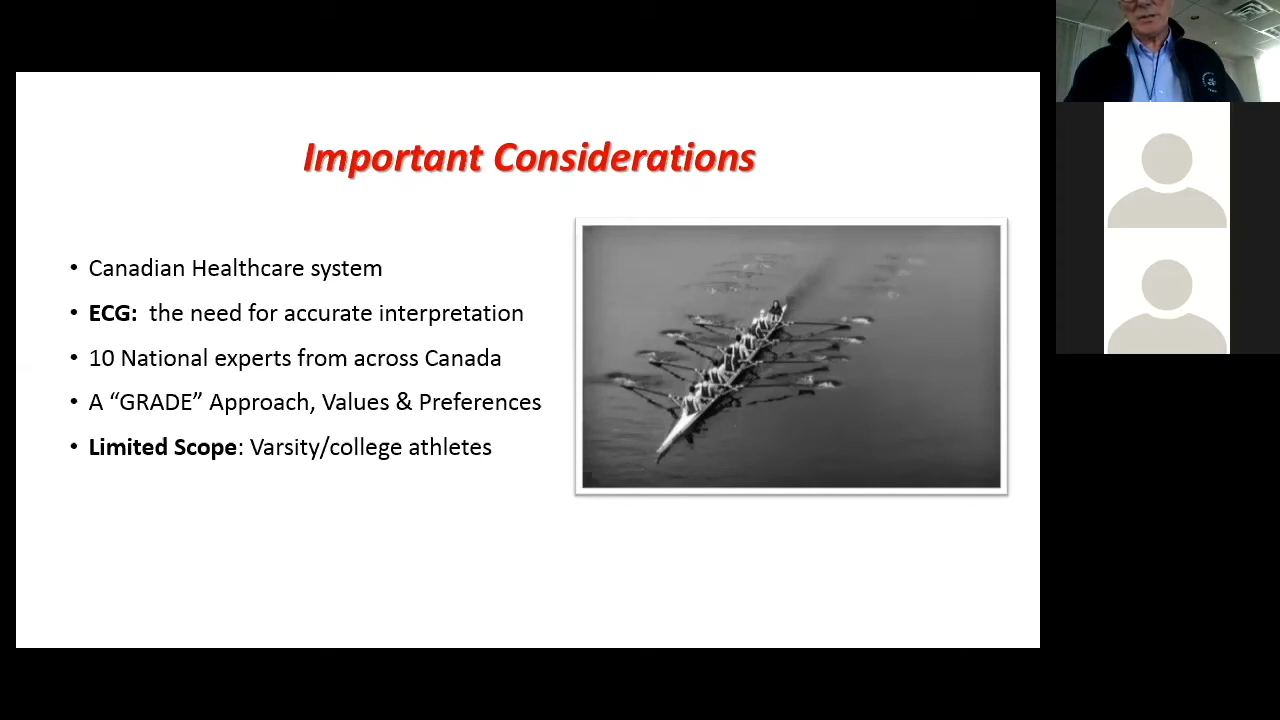 Important Considerations
• Canadian Healthcare system
• ECG: the need for accurate interpretation
• 10 National experts from across Canada
• A “GRADE” Approach, Values & Preferences
• Limited Scope: Varsity/college athletes